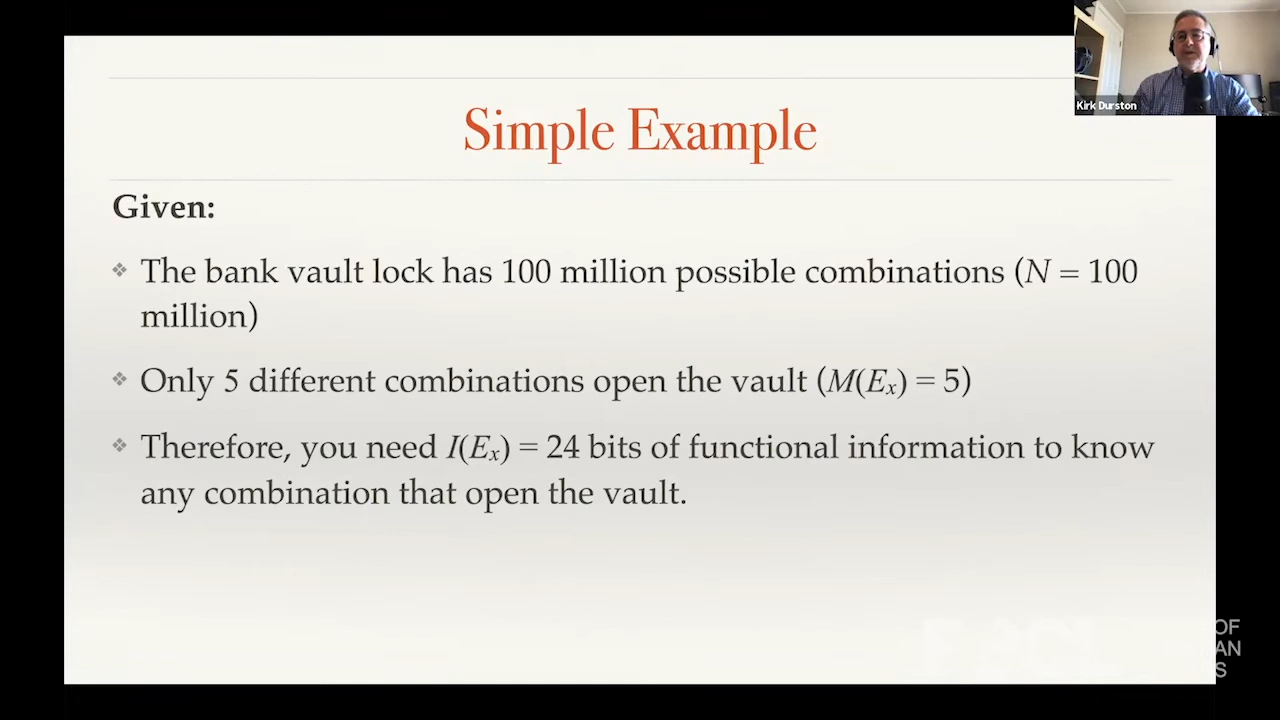 Kirk Durston
Simple Example
Given:
❖ The bank vault lock has 100 million possible combinations (N = 100
million)
❖ Only 5 different combinations open the vault (M(Eₓ) = 5)
❖ Therefore, you need I(Eₓ) = 24 bits of functional information to know
any combination that open the vault.
OF
AN
S